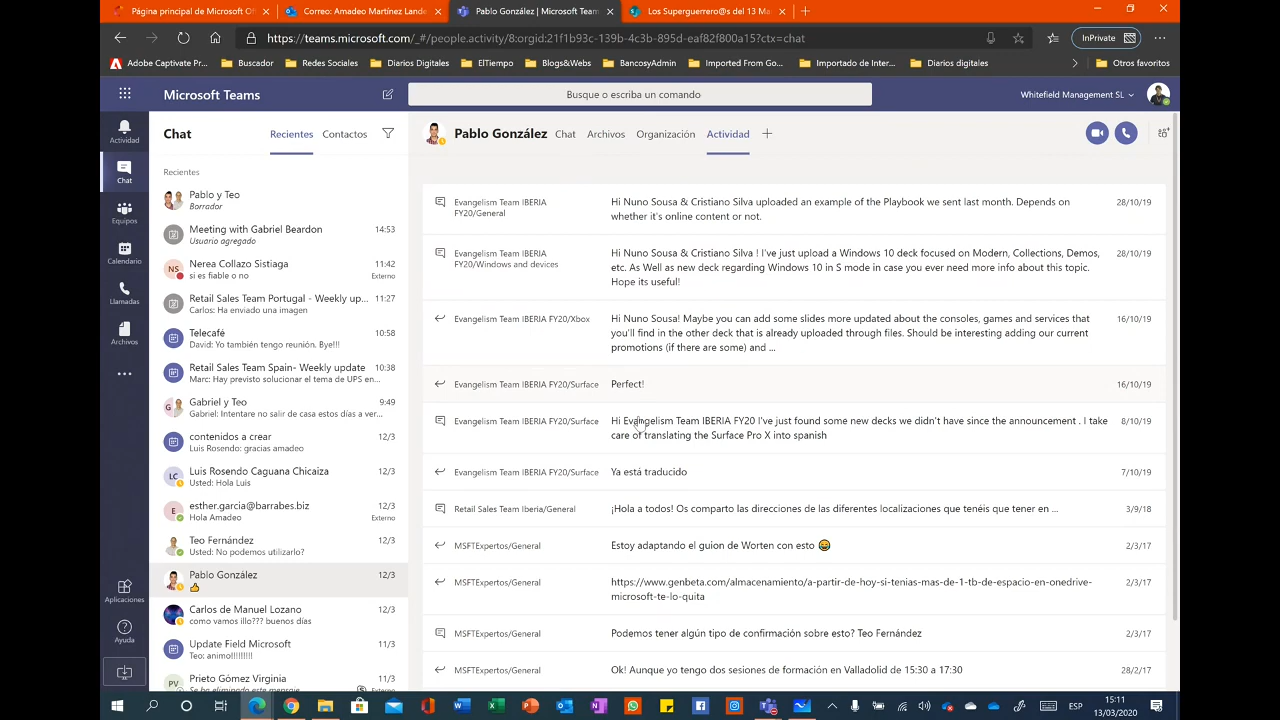 Página principal de Microsoft Of
Correo: Amadeo Martínez Lande
Pablo González | Microsoft Team
Los Superguerrero@s del 13 Ma
https://teams.microsoft.com/_#/people.activity/8:orgid:21f1b93c-139b-4c3b-895d-eaf82f800a15?ctx=chat
InPrivate
Adobe Captivate Pr...
Buscador
Redes Sociales
Diarios Digitales
ElTiempo
Blogs&Webs
BancosyAdmin
Imported From Go...
Importado de Inter...
Diarios digitales
Otros favoritos
Microsoft Teams
Busque o escriba un comando
Whitefield Management SL
Actividad
Chat
Equipos
Calendario
Llamadas
Archivos
Aplicaciones
Ayuda
Chat
Recientes
Contactos
Recientes
Pablo y Teo
Borrador
Meeting with Gabriel Beardon 14:53
Usuario agregado
NS
Nerea Collazo Sistiaga 11:42
si es fiable o no Externo
Retail Sales Team Portugal - Weekly up... 11:27
Carlos: Ha enviado una imagen
Telecafé 10:58
David: Yo también tengo reunión. Bye!!!
Retail Sales Team Spain- Weekly update 10:38
Marc: Hay previsto solucionar el tema de UPS en...
G
Gabriel y Teo 9:49
Gabriel: Intentare no salir de casa estos días a ver...
contenidos a crear 12/3
Luis Rosendo: gracias amadeo
LC
Luis Rosendo Caguana Chicaiza 12/3
Usted: Hola Luis
E
esther.garcia@barrabes.biz 12/3
Hola Amadeo Externo
Teo Fernández 12/3
Usted: No podemos utilizarlo?
Pablo González 12/3
Carlos de Manuel Lozano 12/3
como vamos illo??? buenos días
Update Field Microsoft 11/3
Teo: animo!!!!!!!!!
PV
Prieto Gómez Virginia 11/3
Se ha eliminado este mensaje Externo
Pablo González
Chat
Archivos
Organización
Actividad
Evangelism Team IBERIA
FY20/General
Hi Nuno Sousa & Cristiano Silva uploaded an example of the Playbook we sent last month. Depends on
whether it's online content or not.
28/10/19
Evangelism Team IBERIA
FY20/Windows and devices
Hi Nuno Sousa & Cristiano Silva ! I've just upload a Windows 10 deck focused on Modern, Collections, Demos,
etc. As Well as new deck regarding Windows 10 in S mode in case you ever need more info about this topic.
Hope its useful!
28/10/19
Evangelism Team IBERIA FY20/Xbox
Hi Nuno Sousa! Maybe you can add some slides more updated about the consoles, games and services that
you'll find in the other deck that is already uploaded through files. Should be interesting adding our current
promotions (if there are some) and ...
16/10/19
Evangelism Team IBERIA FY20/Surface
Perfect!
16/10/19
Evangelism Team IBERIA FY20/Surface
Hi Evangelism Team IBERIA FY20 I've just found some new decks we didn't have since the announcement . I take
care of translating the Surface Pro X into spanish
8/10/19
Evangelism Team IBERIA FY20/Surface
Ya está traducido
7/10/19
Retail Sales Team Iberia/General
¡Hola a todos! Os comparto las direcciones de las diferentes localizaciones que tenéis que tener en ...
3/9/18
MSFTExpertos/General
Estoy adaptando el guion de Worten con esto 😄
2/3/17
MSFTExpertos/General
https://www.genbeta.com/almacenamiento/a-partir-de-hoy-si-tenias-mas-de-1-tb-de-espacio-en-onedrive-
microsoft-te-lo-quita
2/3/17
MSFTExpertos/General
Podemos tener algún tipo de confirmación sobre esto? Teo Fernández
2/3/17
MSFTExpertos/General
Ok! Aunque yo tengo dos sesiones de formación en Valladolid de 15:30 a 17:30
28/2/17
ESP
15:11
13/03/2020